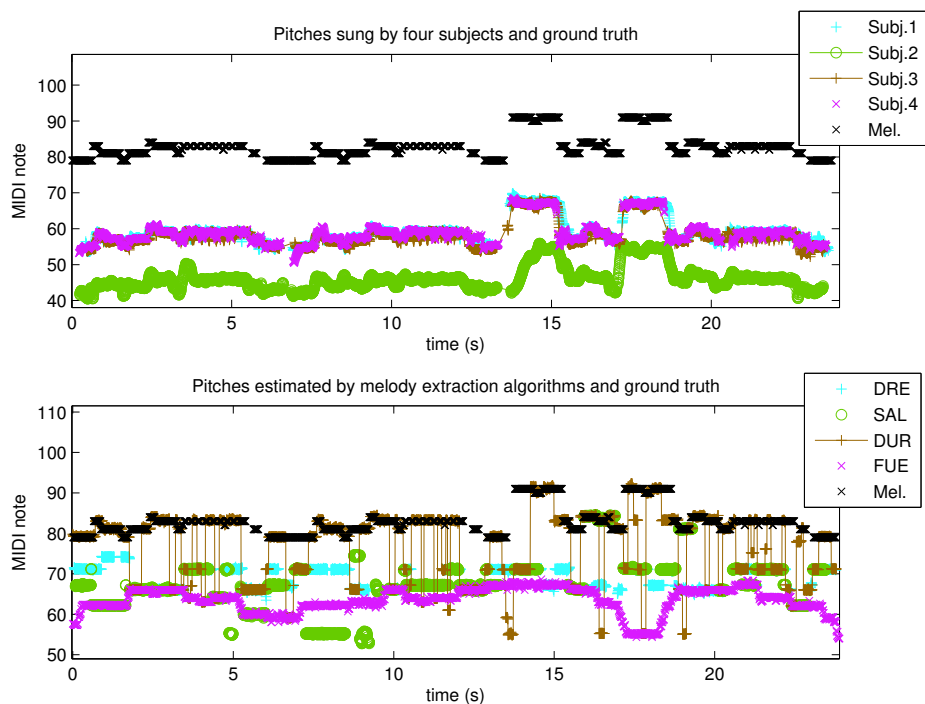 Pitches sung by four subjects and ground truth
Subj.1
Subj.2
Subj.3
Subj.4
Mel.
MIDI note
100
90
80
70
60
50
40
0 5 10 15 20
time (s)
Pitches estimated by melody extraction algorithms and ground truth
DRE
SAL
DUR
FUE
Mel.
MIDI note
110
100
90
80
70
60
50
0 5 10 15 20
time (s)